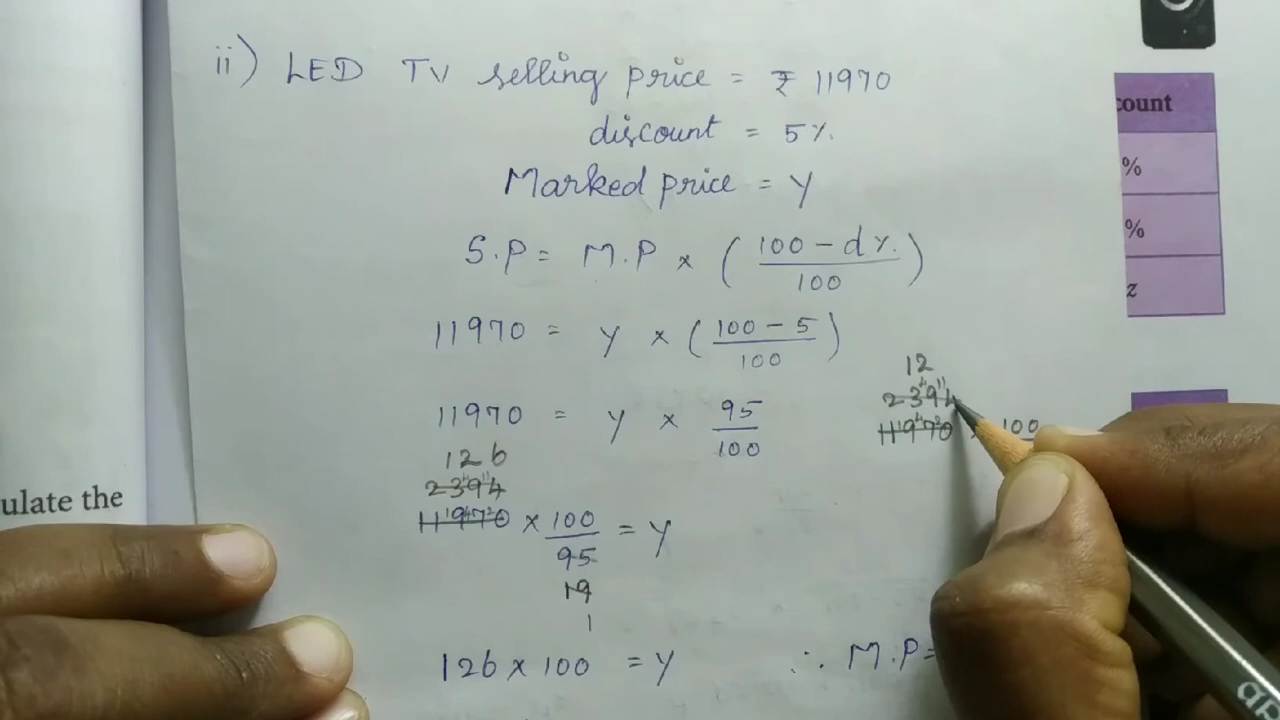 ii) LED TV selling price = ₹ 11970
discount = 5%.
Marked price = y
S.P = M.P × ( 100 - d% / 100 )
11970 = y × ( 100 - 5 / 100 )
11970 = y × 95 / 100
126
2394
11970 × 100 / 95 = y
19
1
126 × 100 = y
12
2394
11970 × 100
∴ M.P =
ulate the
count
%
%
z